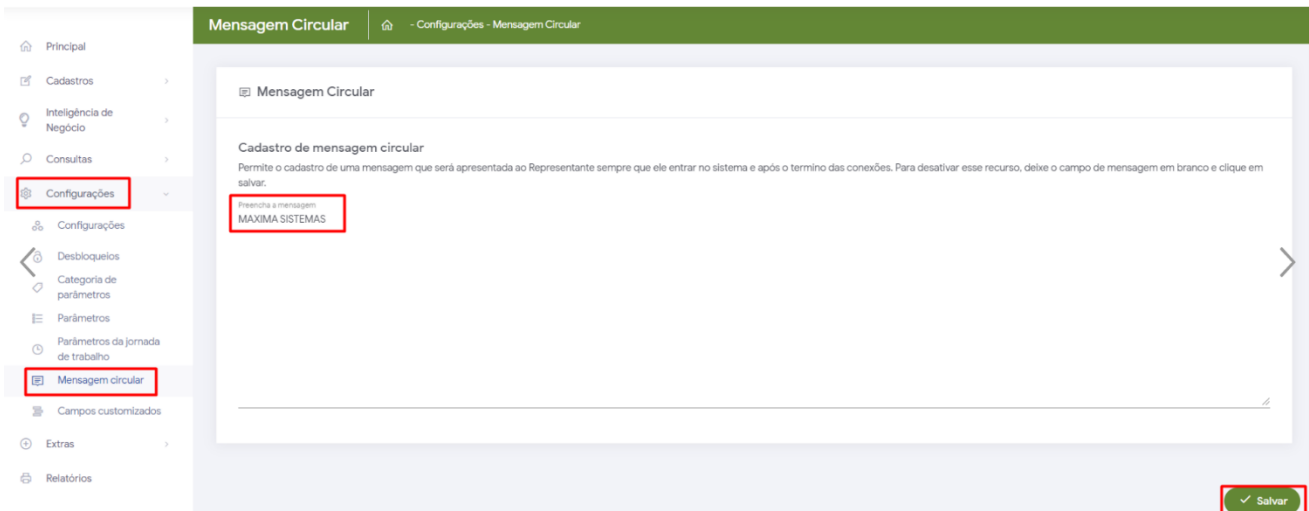 Mensagem Circular - Configurações - Mensagem Circular
Principal
Cadastros
Inteligência de
Negócio
Consultas
Configurações
Configurações
Desbloqueios
Categoria de
parâmetros
Parâmetros
Parâmetros da jornada
de trabalho
Mensagem circular
Campos customizados
Extras
Relatórios
Mensagem Circular
Cadastro de mensagem circular
Permite o cadastro de uma mensagem que será apresentada ao Representante sempre que ele entrar no sistema e após o termino das conexões. Para desativar esse recurso, deixe o campo de mensagem em branco e clique em
salvar.
Preencha a mensagem
MAXIMA SISTEMAS
Salvar